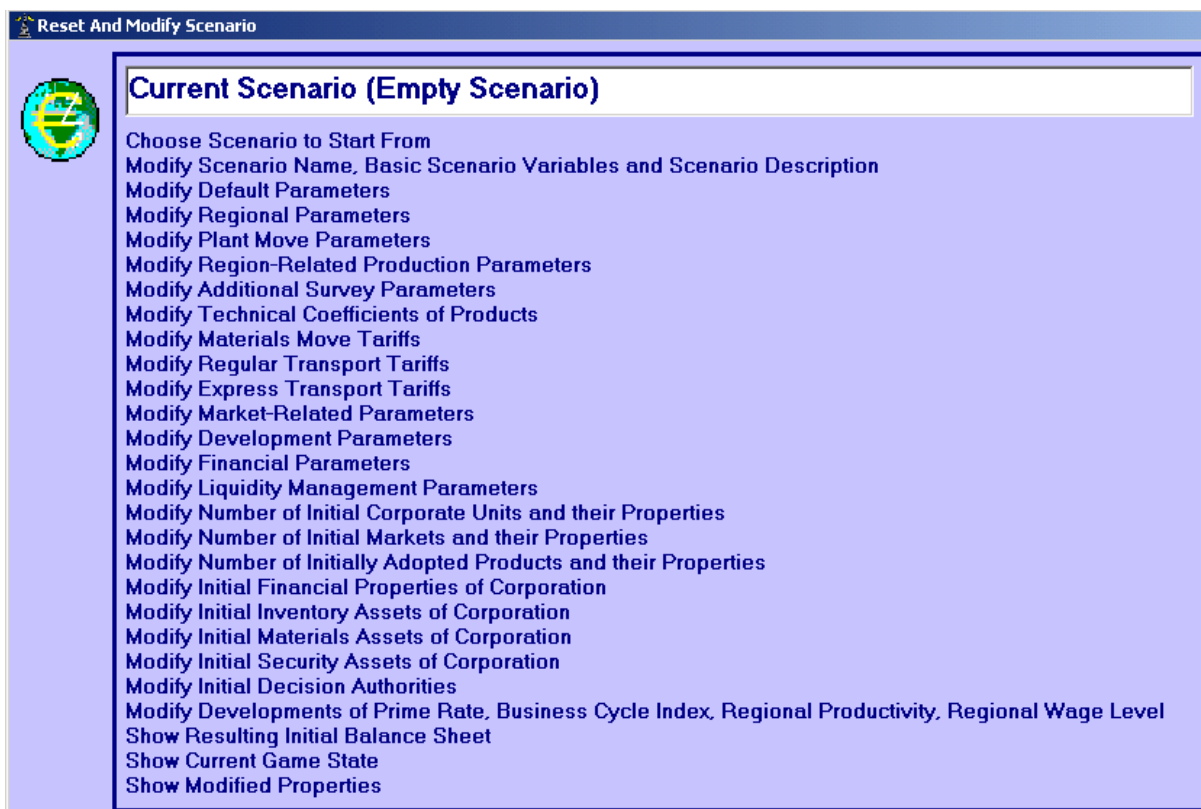 Reset And Modify Scenario
Current Scenario (Empty Scenario)
Choose Scenario to Start From
Modify Scenario Name, Basic Scenario Variables and Scenario Description
Modify Default Parameters
Modify Regional Parameters
Modify Plant Move Parameters
Modify Region-Related Production Parameters
Modify Additional Survey Parameters
Modify Technical Coefficients of Products
Modify Materials Move Tariffs
Modify Regular Transport Tariffs
Modify Express Transport Tariffs
Modify Market-Related Parameters
Modify Development Parameters
Modify Financial Parameters
Modify Liquidity Management Parameters
Modify Number of Initial Corporate Units and their Properties
Modify Number of Initial Markets and their Properties
Modify Number of Initially Adopted Products and their Properties
Modify Initial Financial Properties of Corporation
Modify Initial Inventory Assets of Corporation
Modify Initial Materials Assets of Corporation
Modify Initial Security Assets of Corporation
Modify Initial Decision Authorities
Modify Developments of Prime Rate, Business Cycle Index, Regional Productivity, Regional Wage Level
Show Resulting Initial Balance Sheet
Show Current Game State
Show Modified Properties